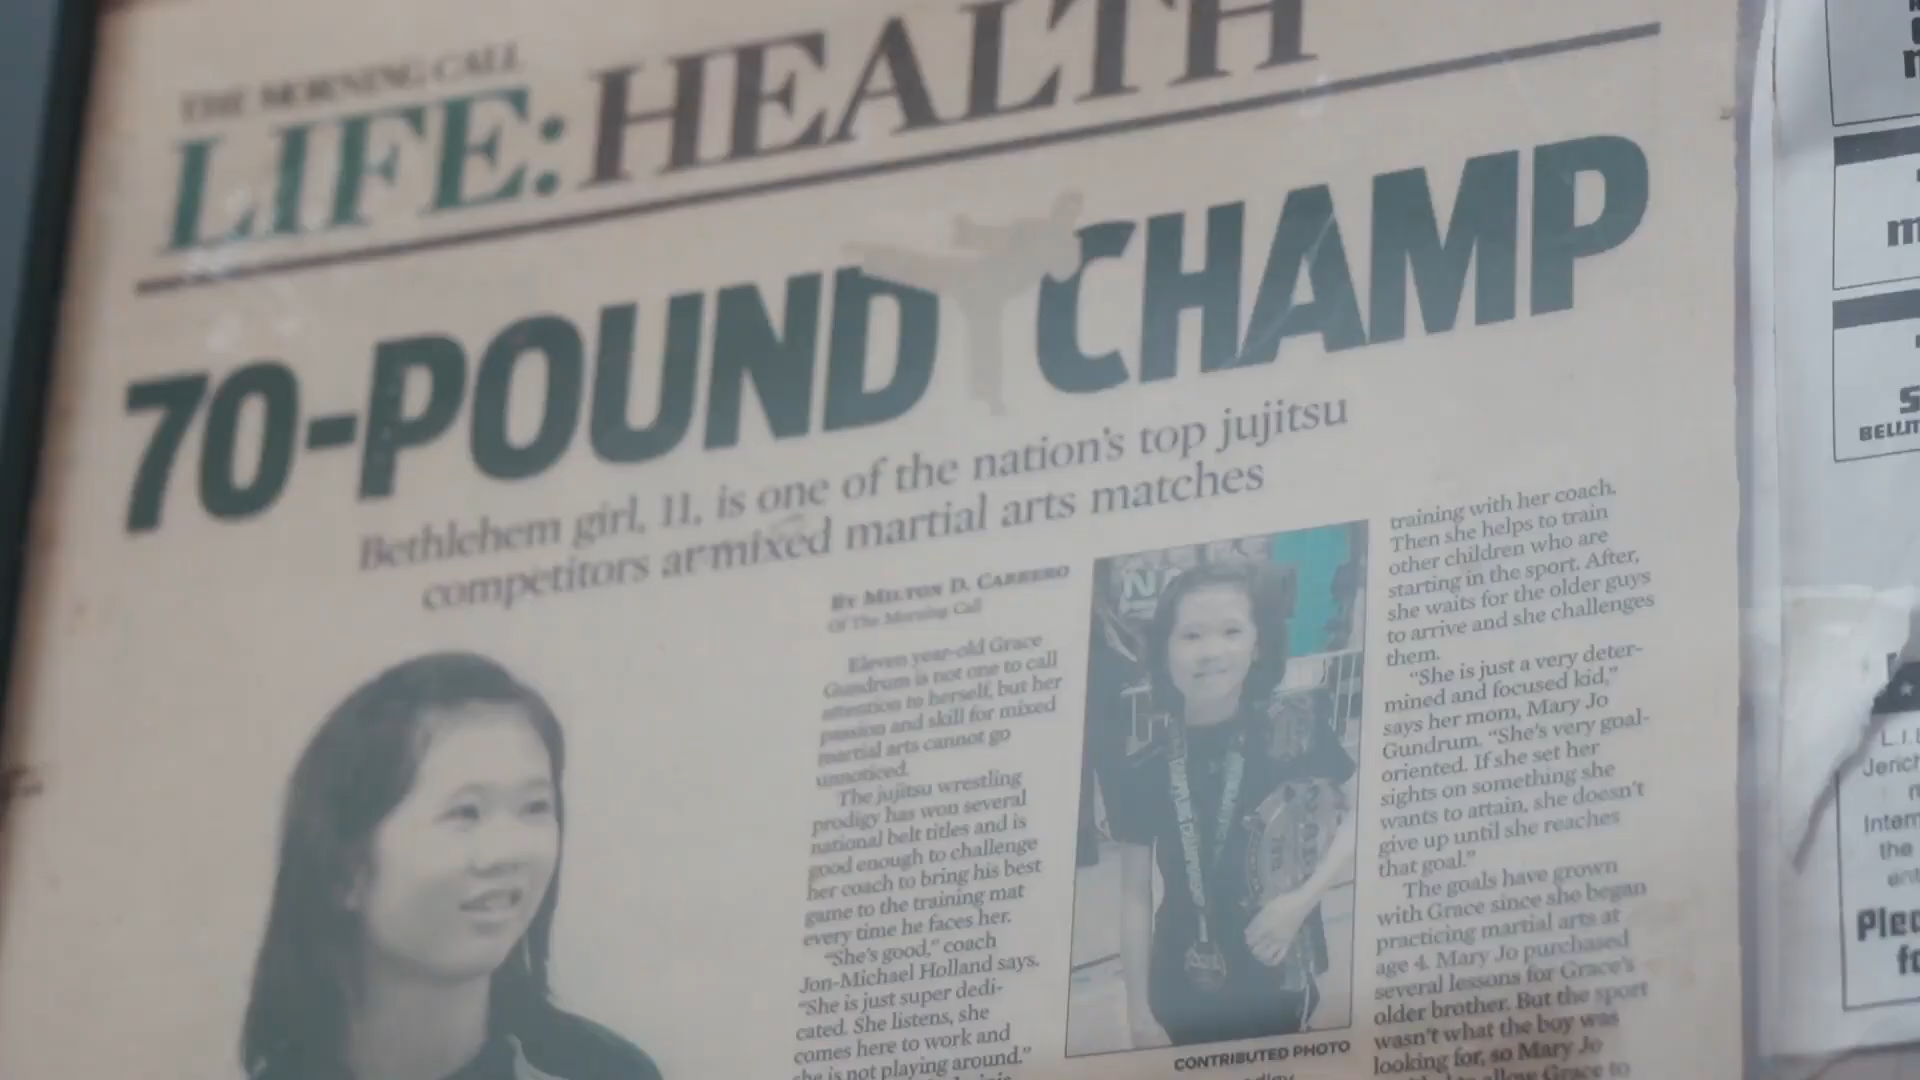 THE MORNING CALL
LIFE: HEALTH
70-POUND CHAMP
Bethlehem girl, 11, is one of the nation's top jujitsu
competitors at mixed martial arts matches
BY MILTON D. CARRERO
Of The Morning Call
Eleven year-old Grace
Gundrum is not one to call
attention to herself, but her
passion and skill for mixed
martial arts cannot go
unnoticed.
The jujitsu wrestling
prodigy has won several
national belt titles and is
good enough to challenge
her coach to bring his best
game to the training mat
every time he faces her.
"She's good," coach
Jon-Michael Holland says.
"She is just super dedi-
cated. She listens, she
comes here to work and
she is not playing around."
CONTRIBUTED PHOTO
training with her coach.
Then she helps to train
other children who are
starting in the sport. After,
she waits for the older guys
to arrive and she challenges
them.
"She is just a very deter-
mined and focused kid,"
says her mom, Mary Jo
Gundrum. "She's very goal-
oriented. If she set her
sights on something she
wants to attain, she doesn't
give up until she reaches
that goal."
The goals have grown
with Grace since she began
practicing martial arts at
age 4. Mary Jo purchased
several lessons for Grace's
older brother. But the sport
wasn't what the boy was
looking for, so Mary Jo
allow Grace to
BELLM
L.I.
Jerich
Intern
the